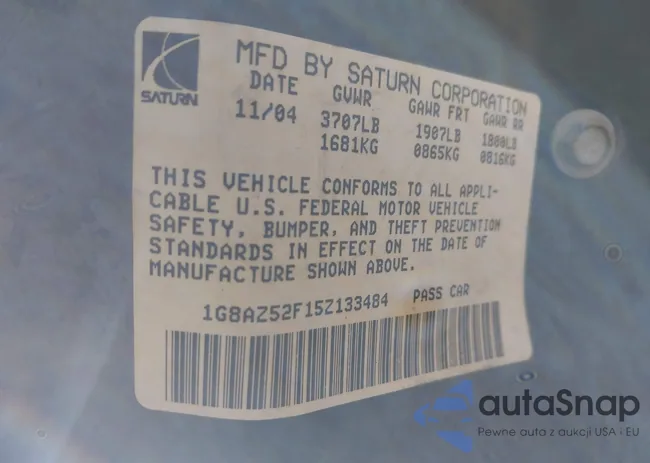 SATURN
MFD BY SATURN CORPORATION
DATE GVWR GAWR FRT GAWR RR
11/04 3707LB 1907LB 1800LB
1681KG 0865KG 0816KG
THIS VEHICLE CONFORMS TO ALL APPLI-
CABLE U.S. FEDERAL MOTOR VEHICLE
SAFETY, BUMPER, AND THEFT PREVENTION
STANDARDS IN EFFECT ON THE DATE OF
MANUFACTURE SHOWN ABOVE.
1G8AZ52F15Z133484 PASS CAR
autaSnap
Pewne auta z aukcji USA i EU